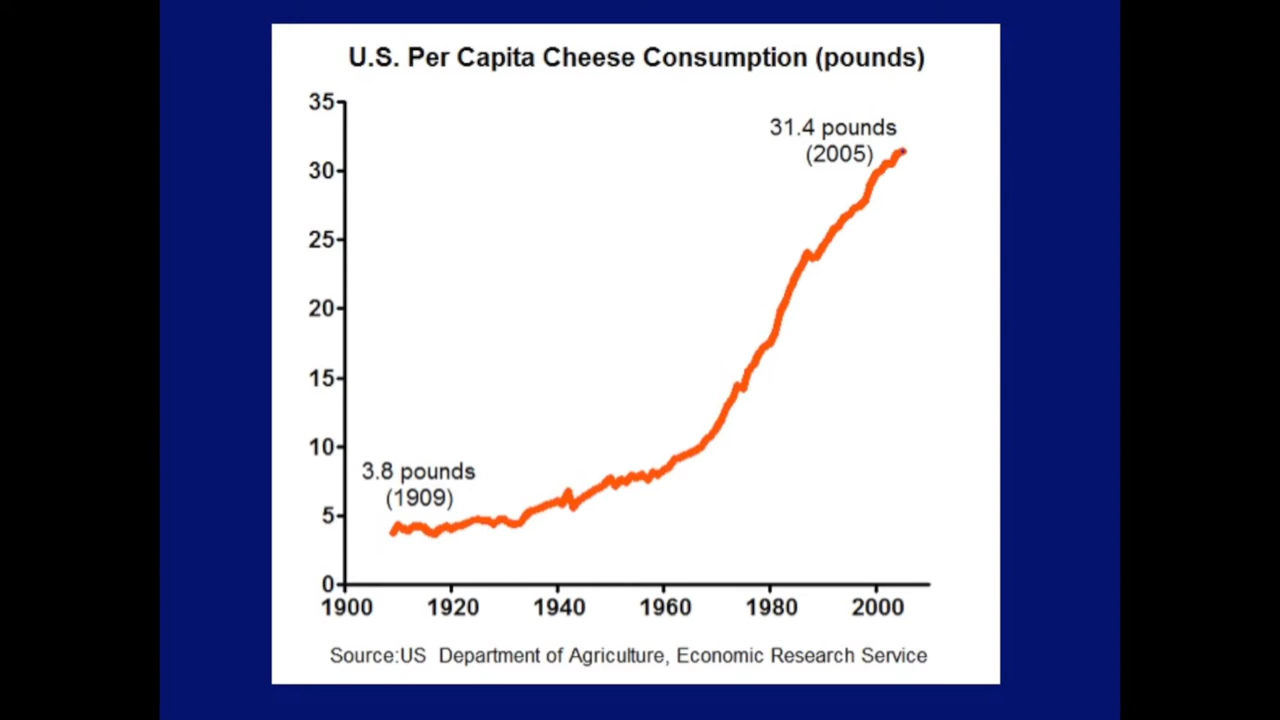 U.S. Per Capita Cheese Consumption (pounds)
35
31.4 pounds
(2005)
30
25
20
15
10
3.8 pounds
(1909)
5
0
1900 1920 1940 1960 1980 2000
Source:US Department of Agriculture, Economic Research Service